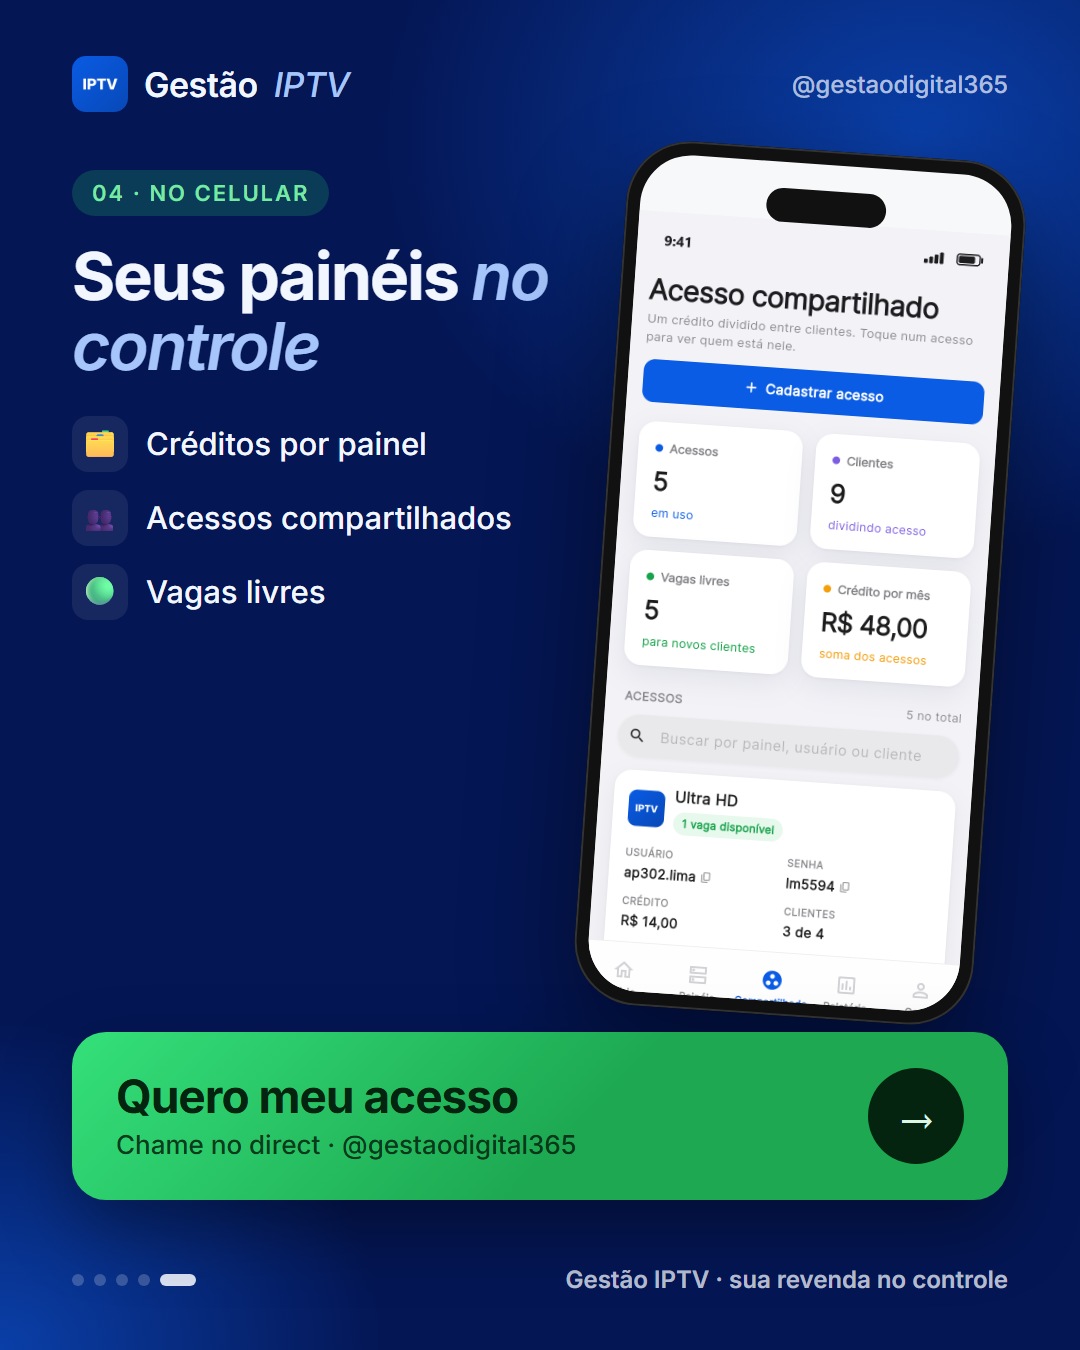 IPTV
Gestão IPTV
@gestaodigital365
04 · NO CELULAR
Seus painéis no
controle
Créditos por painel
Acessos compartilhados
Vagas livres
9:41
Acesso compartilhado
Um crédito dividido entre clientes. Toque num acesso
para ver quem está nele.
+ Cadastrar acesso
Acessos
5
em uso
Clientes
9
dividindo acesso
Vagas livres
5
para novos clientes
Crédito por mês
R$ 48,00
soma dos acessos
ACESSOS
5 no total
Buscar por painel, usuário ou cliente
IPTV
Ultra HD
1 vaga disponível
USUÁRIO
ap302.lima
SENHA
lm5594
CRÉDITO
R$ 14,00
CLIENTES
3 de 4
Quero meu acesso
Chame no direct · @gestaodigital365
→
Gestão IPTV · sua revenda no controle